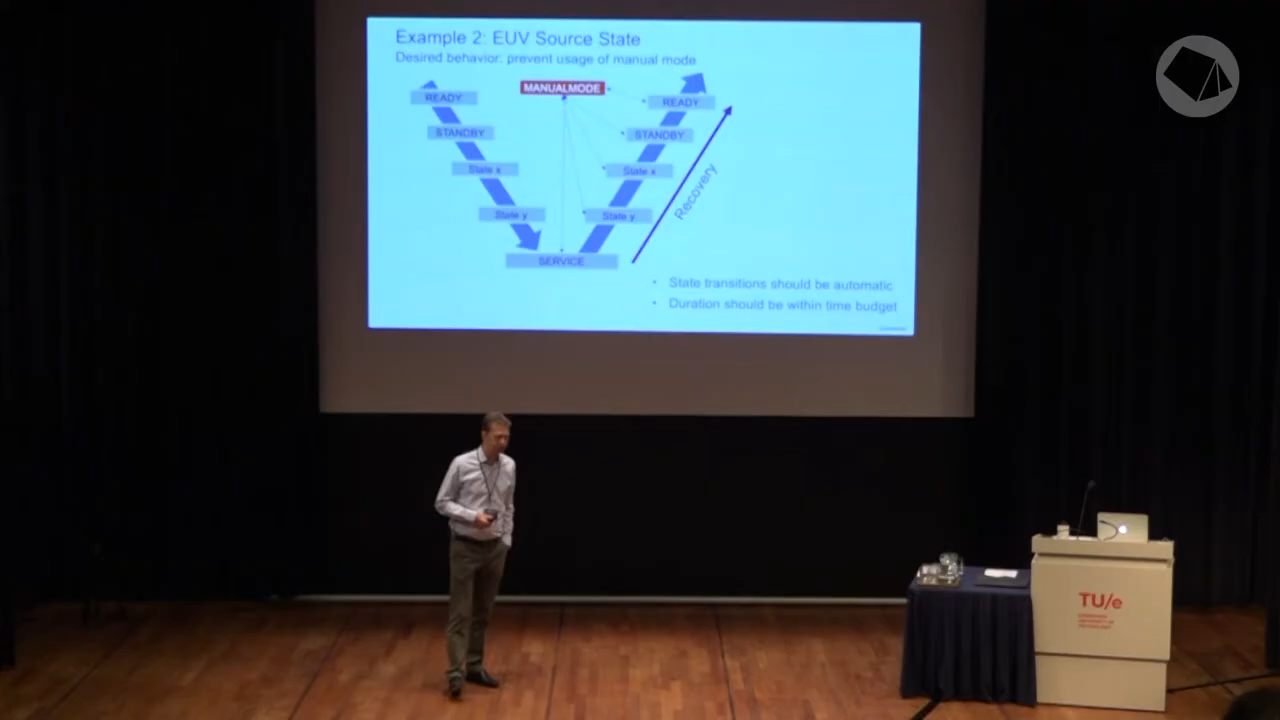 Example 2: EUV Source State
Desired behavior: prevent usage of manual mode
READY
MANUALMODE
READY
STANDBY
STANDBY
State x
State x
State y
State y
SERVICE
Recovery
• State transitions should be automatic
• Duration should be within time budget
TU/e